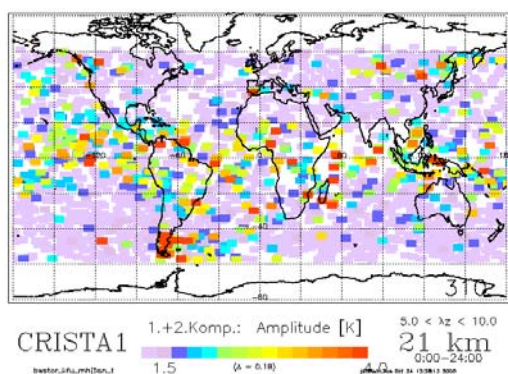 310
CRISTA1
1.+2.Komp.: Amplitude [K]
1.5 (Δ = 0.18) 4.0
5.0 < λz < 10.0
21 km
0:00-24:00